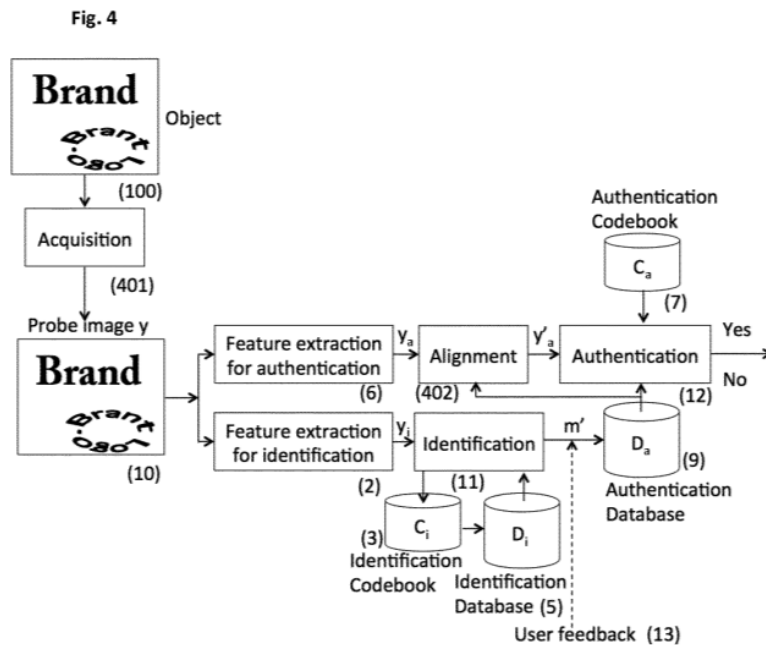 Fig. 4
Brand
Brant
Logo.
Object
(100)
Acquisition
(401)
Probe image y
Brand
Brant
Logo.
(10)
Feature extraction
for authentication
(6)
yₐ
Alignment
(402)
y'ₐ
Authentication
Codebook
Cₐ
(7)
Authentication
(12)
Yes
No
Feature extraction
for identification
(2)
yᵢ
Identification
(11)
m'
Dₐ
(9)
Authentication
Database
(3)
Cᵢ
Identification
Codebook
Dᵢ
Identification
Database (5)
User feedback (13)